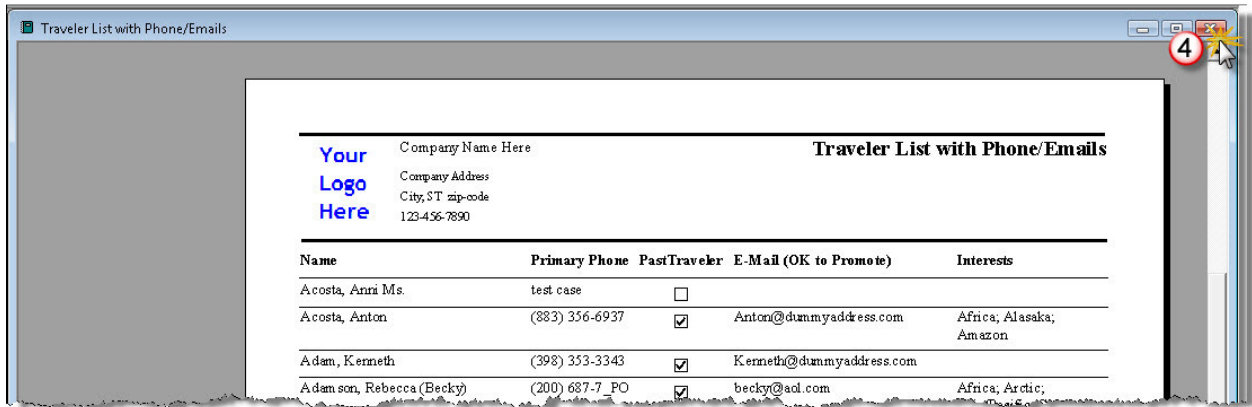 Traveler List with Phone/Emails
4
Your Logo Here
Company Name Here
Company Address
City, ST zip-code
123-456-7890
Traveler List with Phone/Emails
Name Primary Phone PastTraveler E-Mail (OK to Promote) Interests
Acosta, Anni Ms. test case
Acosta, Anton (883) 356-6937 Anton@dummyaddress.com Africa; Alasaka;
Amazon
Adam, Kenneth (398) 353-3343 Kenneth@dummyaddress.com
Adamson, Rebecca (Becky) (200) 687-7_PO becky@aol.com Africa; Arctic;